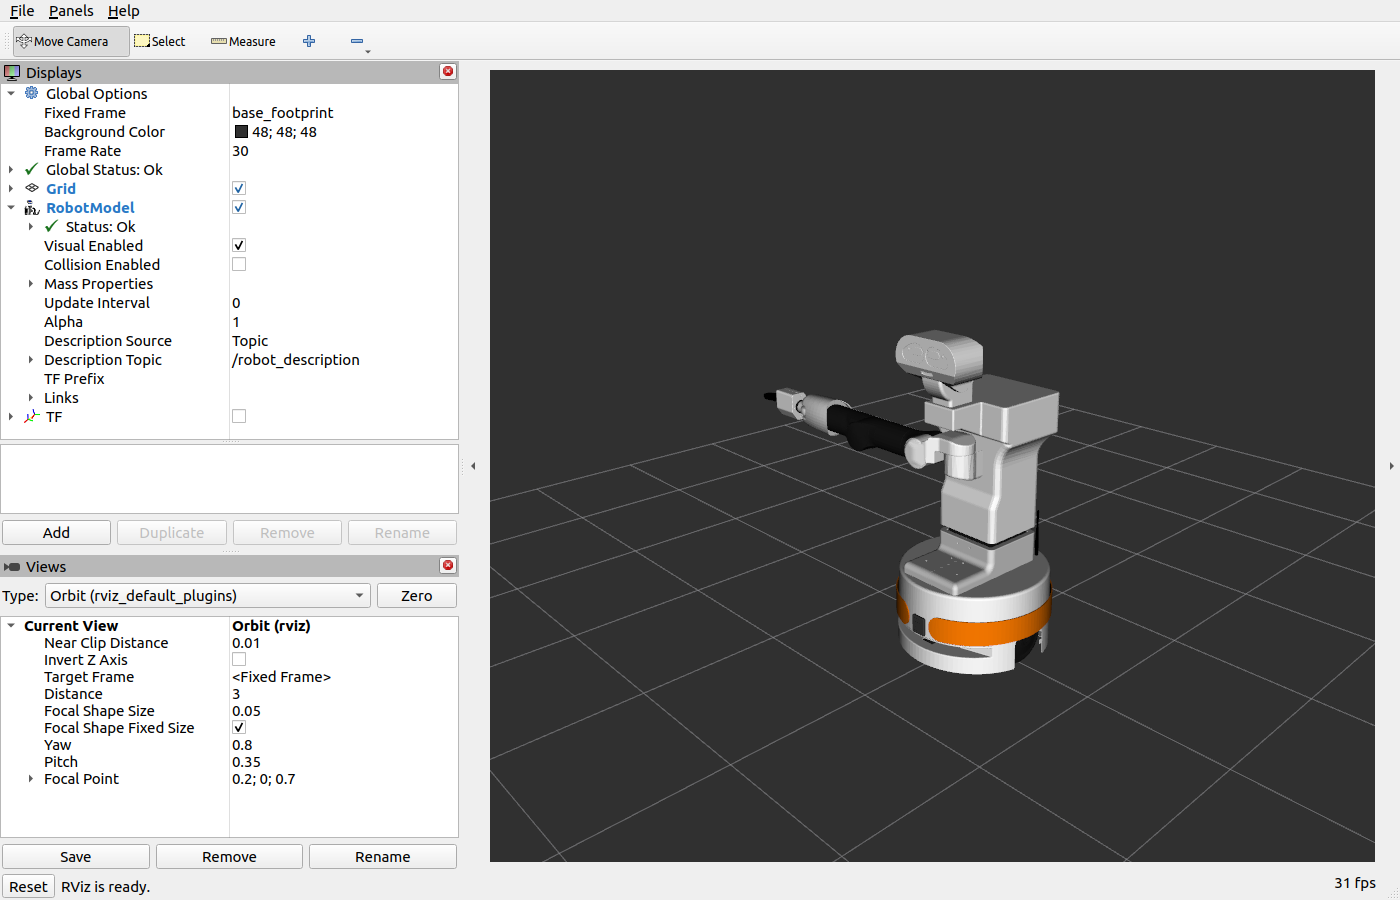 File Panels Help
Move Camera Select Measure
Displays
Global Options
Fixed Frame base_footprint
Background Color 48; 48; 48
Frame Rate 30
Global Status: Ok
Grid
RobotModel
Status: Ok
Visual Enabled
Collision Enabled
Mass Properties
Update Interval 0
Alpha 1
Description Source Topic
Description Topic /robot_description
TF Prefix
Links
TF
Add Duplicate Remove Rename
Views
Type: Orbit (rviz_default_plugins) Zero
Current View Orbit (rviz)
Near Clip Distance 0.01
Invert Z Axis
Target Frame <Fixed Frame>
Distance 3
Focal Shape Size 0.05
Focal Shape Fixed Size
Yaw 0.8
Pitch 0.35
Focal Point 0.2; 0; 0.7
Save Remove Rename
Reset RViz is ready. 31 fps